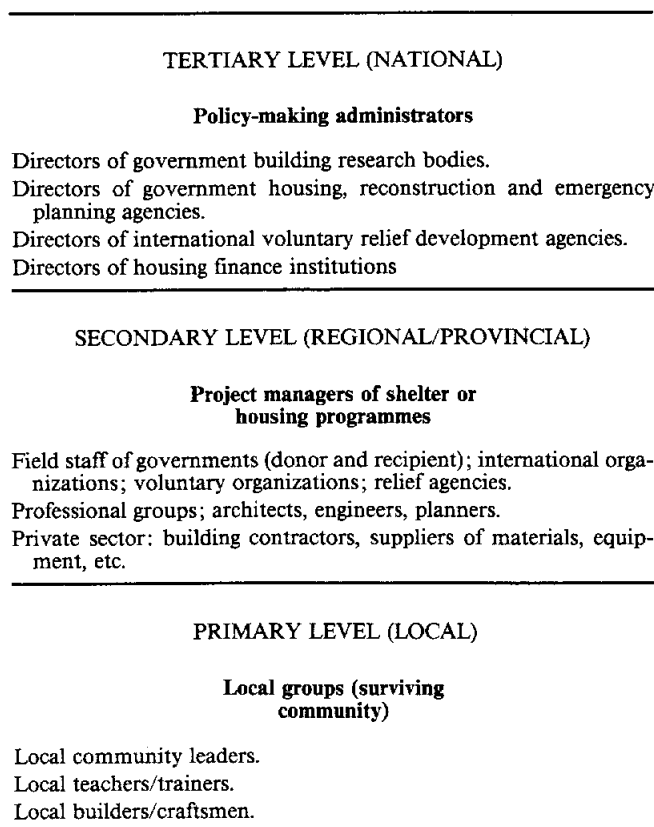 TERTIARY LEVEL (NATIONAL)
Policy-making administrators
Directors of government building research bodies.
Directors of government housing, reconstruction and emergency
planning agencies.
Directors of international voluntary relief development agencies.
Directors of housing finance institutions
SECONDARY LEVEL (REGIONAL/PROVINCIAL)
Project managers of shelter or
housing programmes
Field staff of governments (donor and recipient); international orga-
nizations; voluntary organizations; relief agencies.
Professional groups; architects, engineers, planners.
Private sector: building contractors, suppliers of materials, equip-
ment, etc.
PRIMARY LEVEL (LOCAL)
Local groups (surviving
community)
Local community leaders.
Local teachers/trainers.
Local builders/craftsmen.